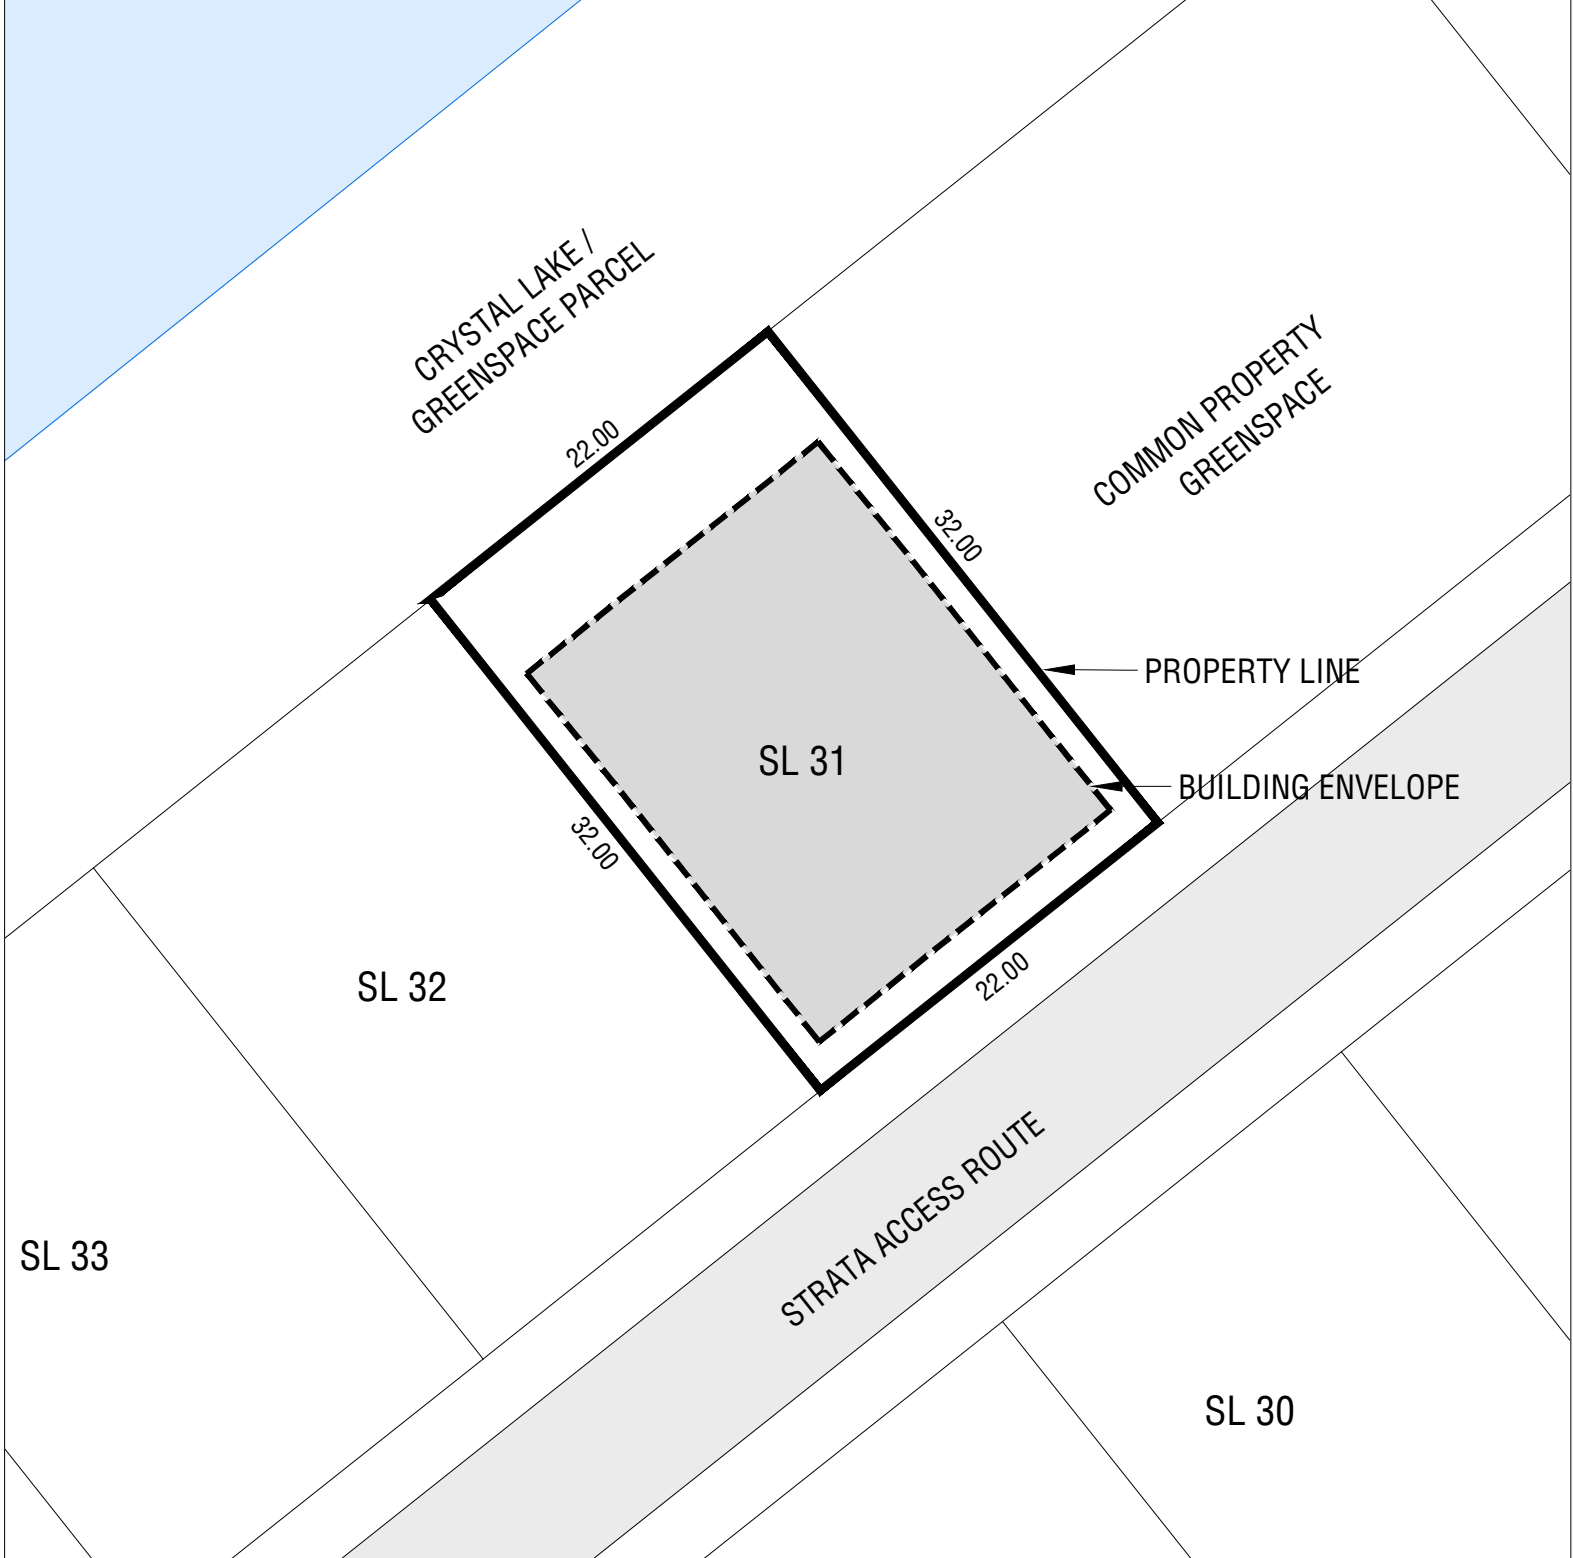 CRYSTAL LAKE /
GREENSPACE PARCEL
COMMON PROPERTY
GREENSPACE
22.00
32.00
PROPERTY LINE
SL 31
BUILDING ENVELOPE
32.00
22.00
SL 32
STRATA ACCESS ROUTE
SL 33
SL 30